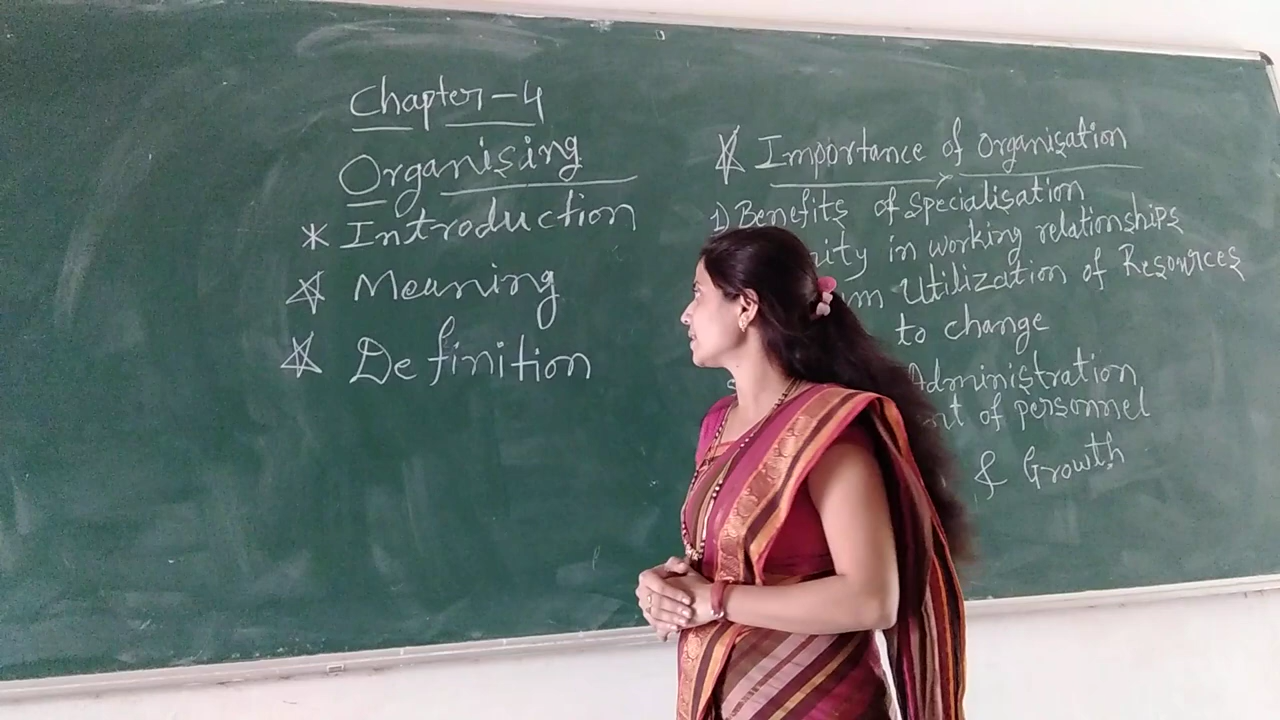 Chapter-4
Organising
* Introduction
☆ Meaning
☆ Definition
☆ Importance of Organisation
1) Benefits of Specialisation
in working relationships
Utilization of Resources
to change
Administration
of personnel
& Growth